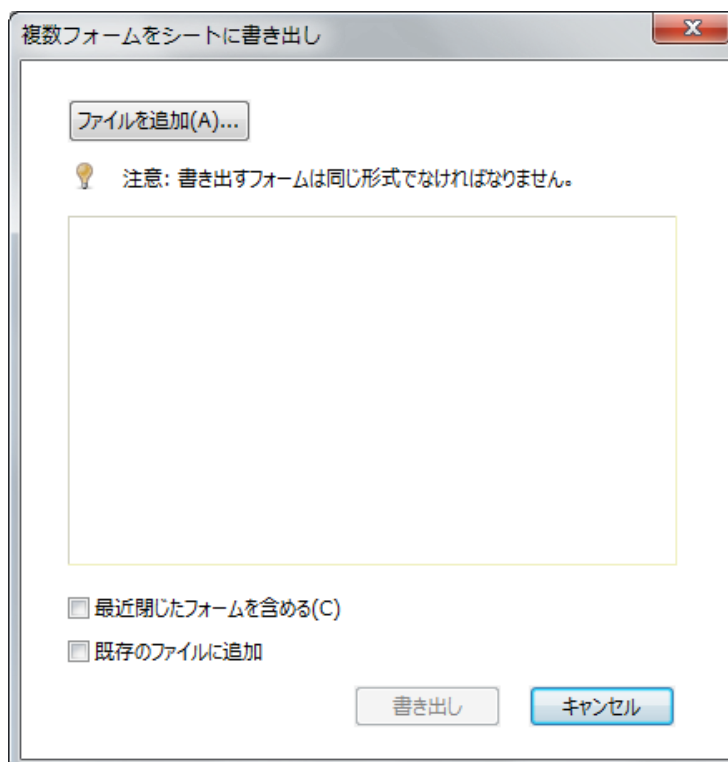 複数フォームをシートに書き出し
ファイルを追加(A)...
注意: 書き出すフォームは同じ形式でなければなりません。
最近閉じたフォームを含める(C)
既存のファイルに追加
書き出し キャンセル